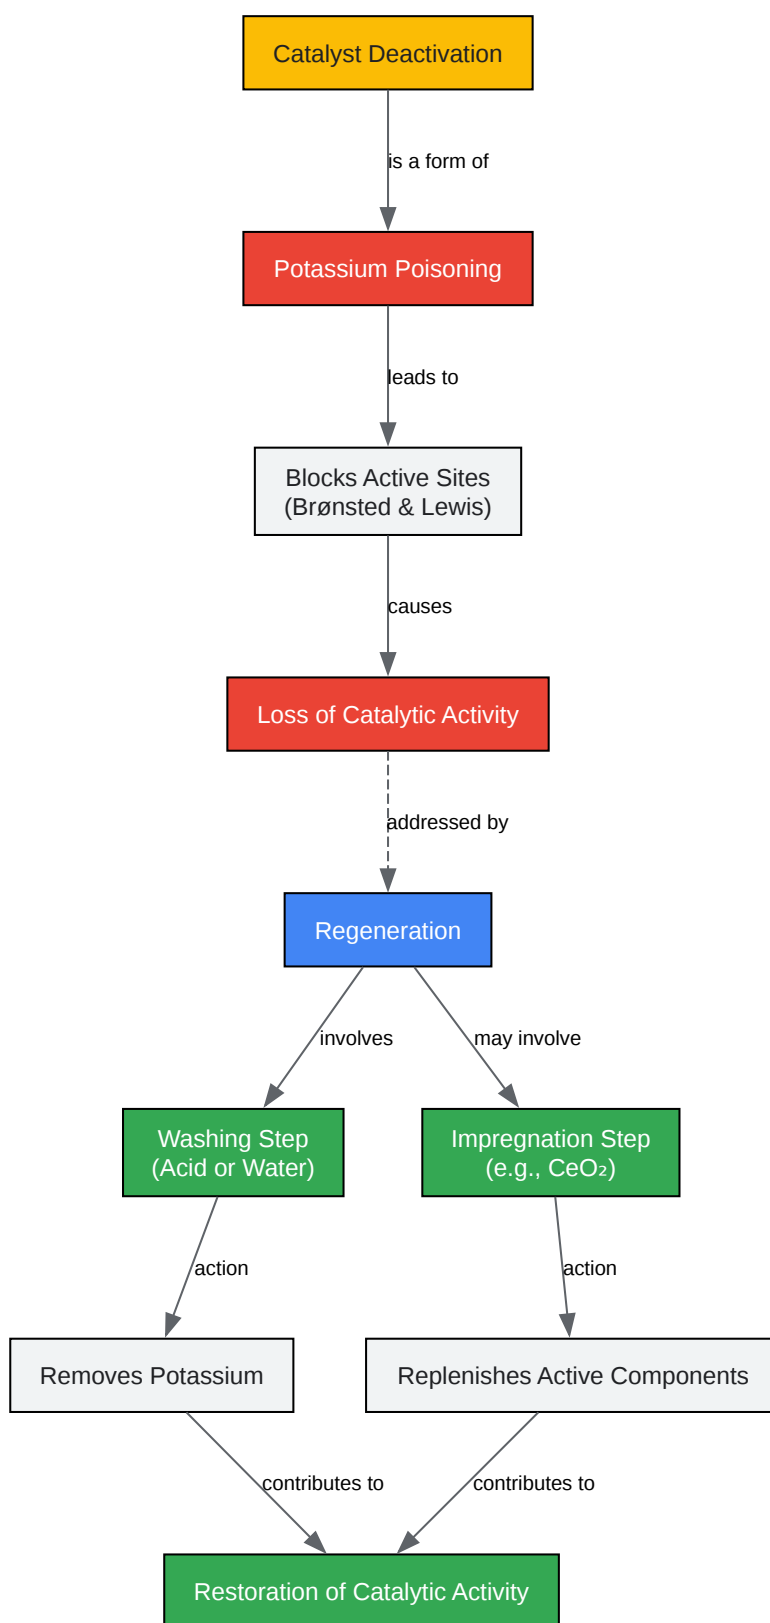 Catalyst Deactivation
is a form of
Potassium Poisoning
leads to
Blocks Active Sites
(Brønsted & Lewis)
causes
Loss of Catalytic Activity
addressed by
Regeneration
involves
may involve
Washing Step
(Acid or Water)
Impregnation Step
(e.g., CeO₂)
action
action
Removes Potassium
Replenishes Active Components
contributes to
contributes to
Restoration of Catalytic Activity